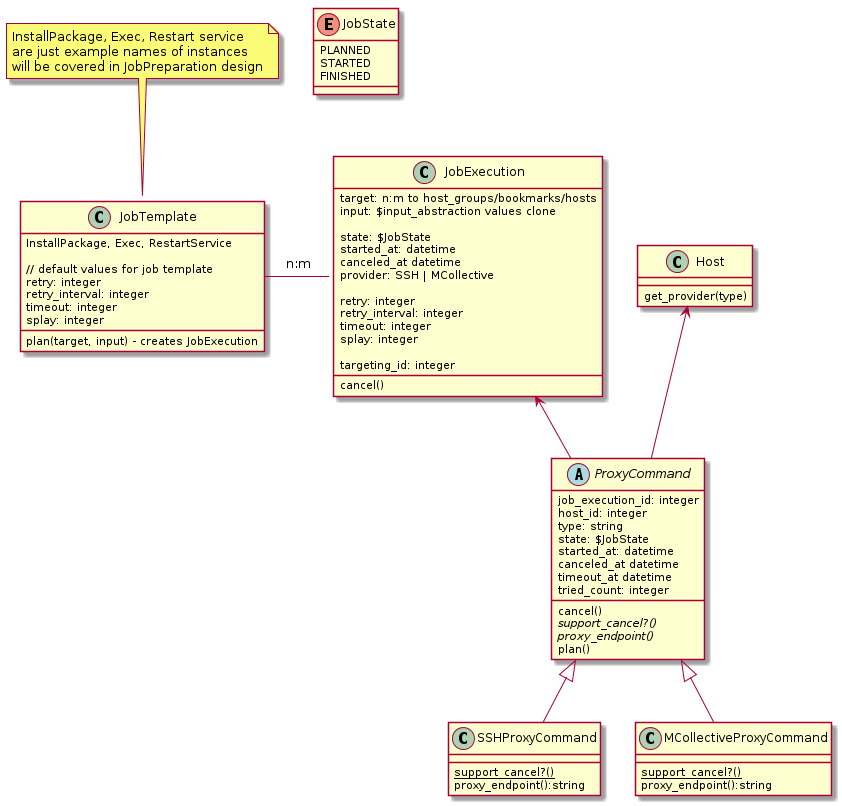 InstallPackage, Exec, Restart service
are just example names of instances
will be covered in JobPreparation design
E JobState
PLANNED
STARTED
FINISHED
C JobTemplate
InstallPackage, Exec, RestartService
// default values for job template
retry: integer
retry_interval: integer
timeout: integer
splay: integer
plan(target, input) - creates JobExecution
n:m
C JobExecution
target: n:m to host_groups/bookmarks/hosts
input: $input_abstraction values clone
state: $JobState
started_at: datetime
canceled_at datetime
provider: SSH | MCollective
retry: integer
retry_interval: integer
timeout: integer
splay: integer
targeting_id: integer
cancel()
C Host
get_provider(type)
A ProxyCommand
job_execution_id: integer
host_id: integer
type: string
state: $JobState
started_at: datetime
canceled_at datetime
timeout_at datetime
tried_count: integer
cancel()
support_cancel?()
proxy_endpoint()
plan()
C SSHProxyCommand
support_cancel?()
proxy_endpoint():string
C MCollectiveProxyCommand
support_cancel?()
proxy_endpoint():string